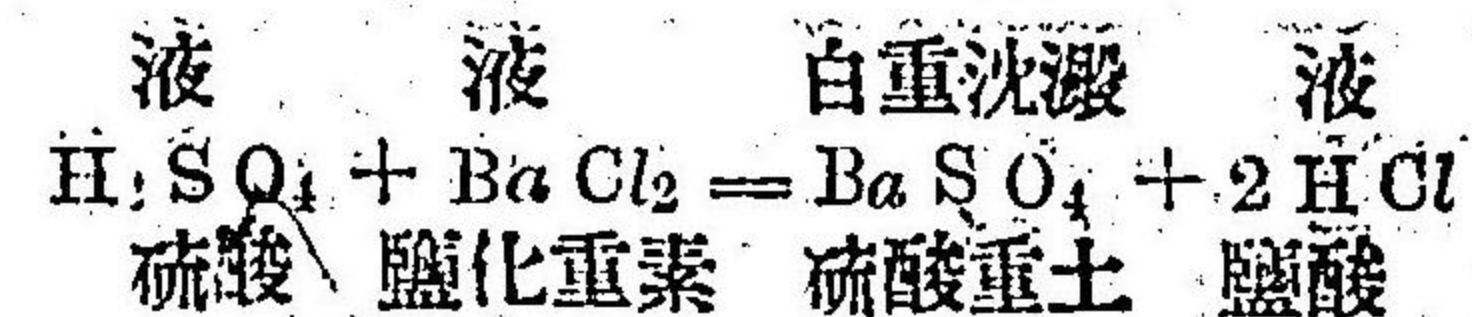 液 液 白重沈澱 液
H₂SO₄ + BaCl₂ = BaSO₄ + 2HCl
硫酸 鹽化重素 硫酸重土 鹽酸